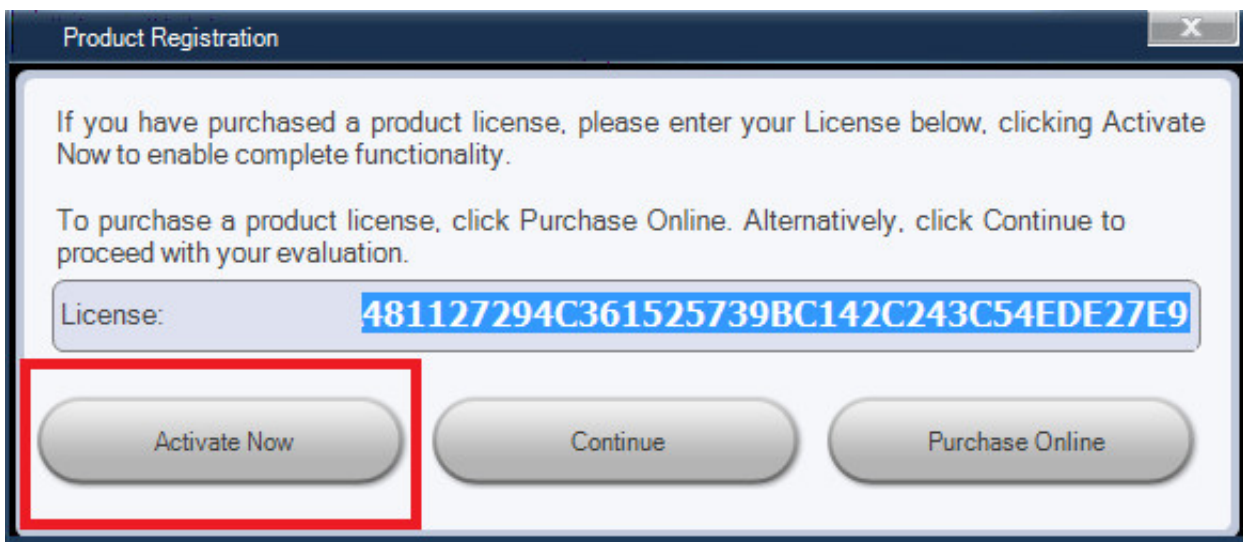 Product Registration
X
If you have purchased a product license, please enter your License below, clicking Activate
Now to enable complete functionality.
To purchase a product license, click Purchase Online. Alternatively, click Continue to
proceed with your evaluation.
License: 481127294C361525739BC142C243C54EDE27E9
Activate Now Continue Purchase Online